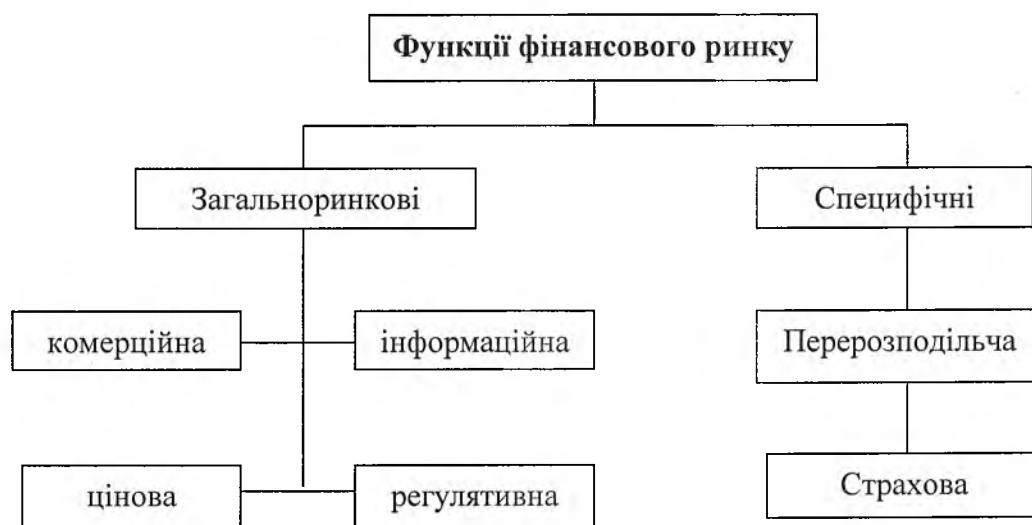 Функції фінансового ринку
Загальноринкові
Специфічні
комерційна
інформаційна
Перерозподільча
цінова
регулятивна
Страхова